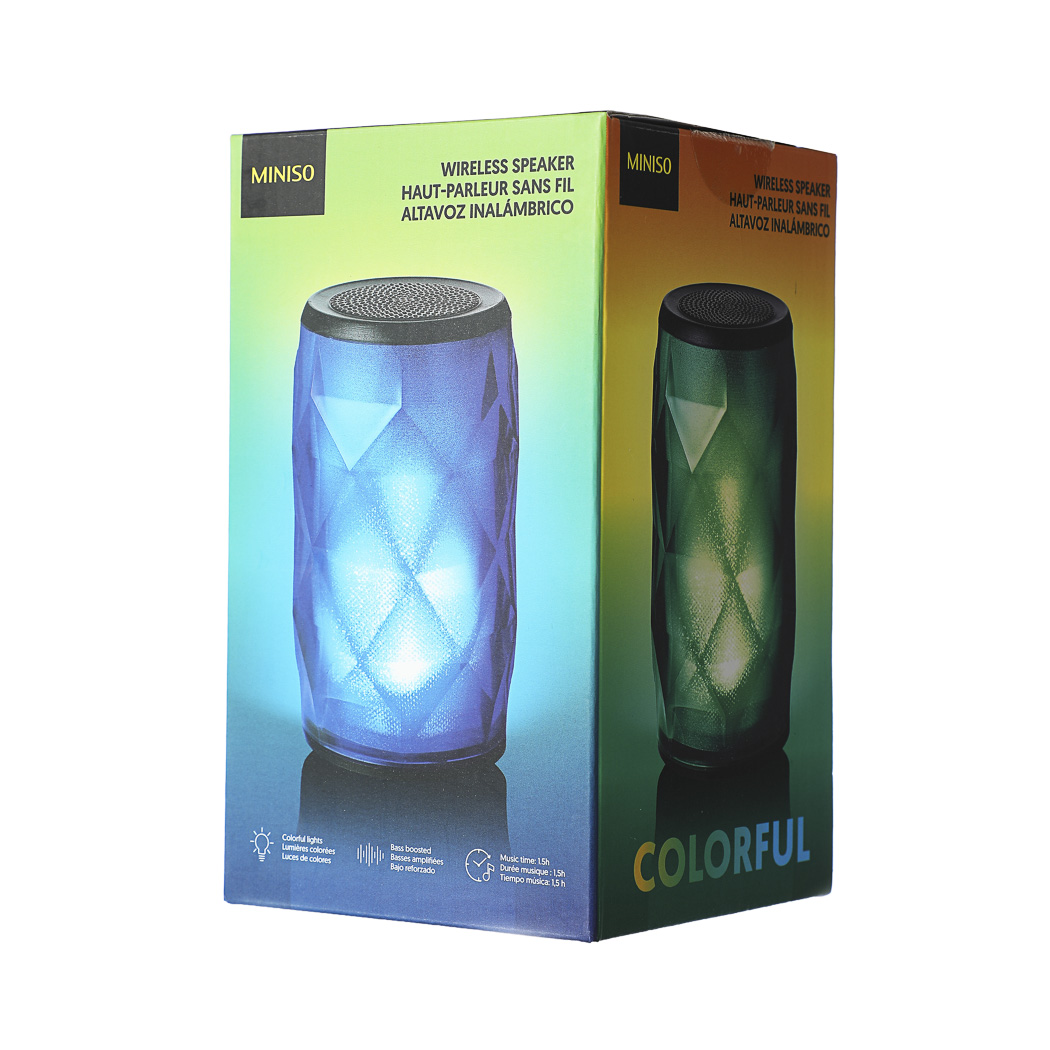 MINISO
WIRELESS SPEAKER
HAUT-PARLEUR SANS FIL
ALTAVOZ INALÁMBRICO
Colorful lights
Lumières colorées
Luces de colores
Bass boosted
Basses amplifiées
Bajo reforzado
Music time: 1.5h
Durée musique : 1,5h
Tiempo música: 1,5 h
MINISO
WIRELESS SPEAKER
HAUT-PARLEUR SANS FIL
ALTAVOZ INALÁMBRICO
COLORFUL